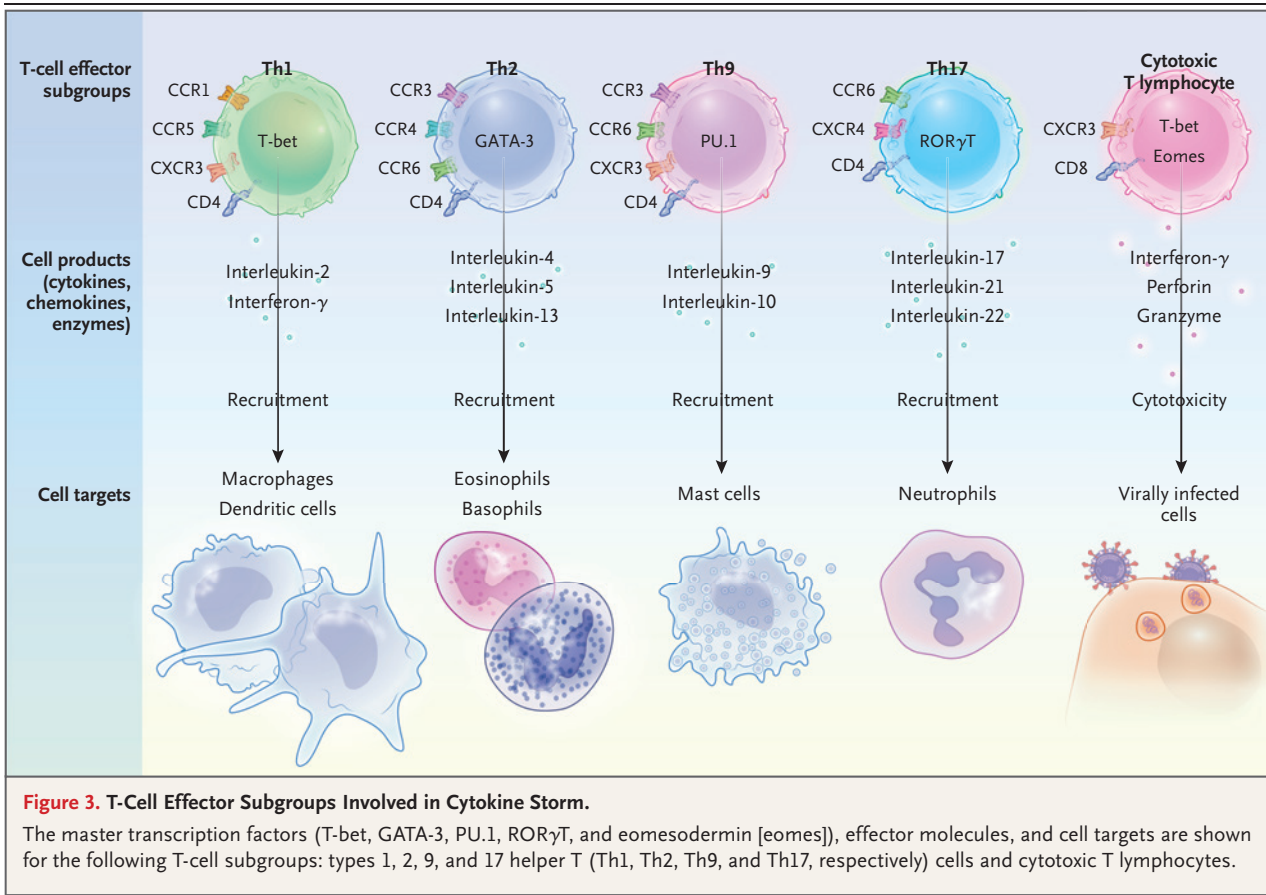 T-cell effector
subgroups
Th1
CCR1
CCR5
CXCR3
CD4
T-bet
Th2
CCR3
CCR4
CCR6
CD4
GATA-3
Th9
CCR3
CCR6
CXCR3
CD4
PU.1
Th17
CCR6
CXCR4
CD4
RORγT
Cytotoxic
T lymphocyte
CXCR3
CD8
T-bet
Eomes
Cell products
(cytokines,
chemokines,
enzymes)
Interleukin-2
Interferon-γ
Interleukin-4
Interleukin-5
Interleukin-13
Interleukin-9
Interleukin-10
Interleukin-17
Interleukin-21
Interleukin-22
Interferon-γ
Perforin
Granzyme
Recruitment
Recruitment
Recruitment
Recruitment
Cytotoxicity
Cell targets
Macrophages
Dendritic cells
Eosinophils
Basophils
Mast cells
Neutrophils
Virally infected
cells
Figure 3. T-Cell Effector Subgroups Involved in Cytokine Storm.
The master transcription factors (T-bet, GATA-3, PU.1, RORγT, and eomesodermin [eomes]), effector molecules, and cell targets are shown
for the following T-cell subgroups: types 1, 2, 9, and 17 helper T (Th1, Th2, Th9, and Th17, respectively) cells and cytotoxic T lymphocytes.